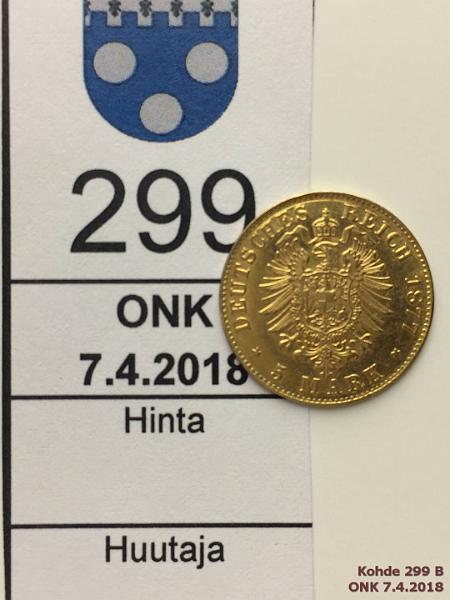 299
ONK
7.4.2018
Hinta
Huutaja
DEUTSCHES REICH 1877
* 5 MARK *
Kohde 299 B
ONK 7.4.2018